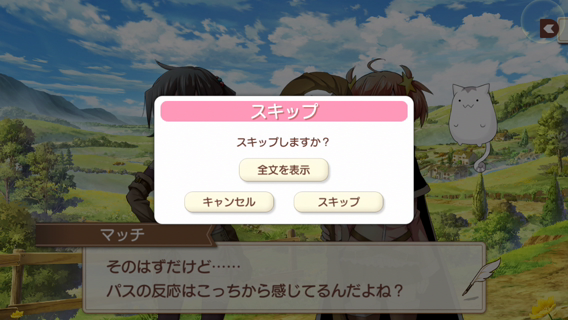 スキップ
スキップしますか？
全文を表示
キャンセル
スキップ
マッチ
そのはずだけど……
パスの反応はこっちから感じてるんだよね？